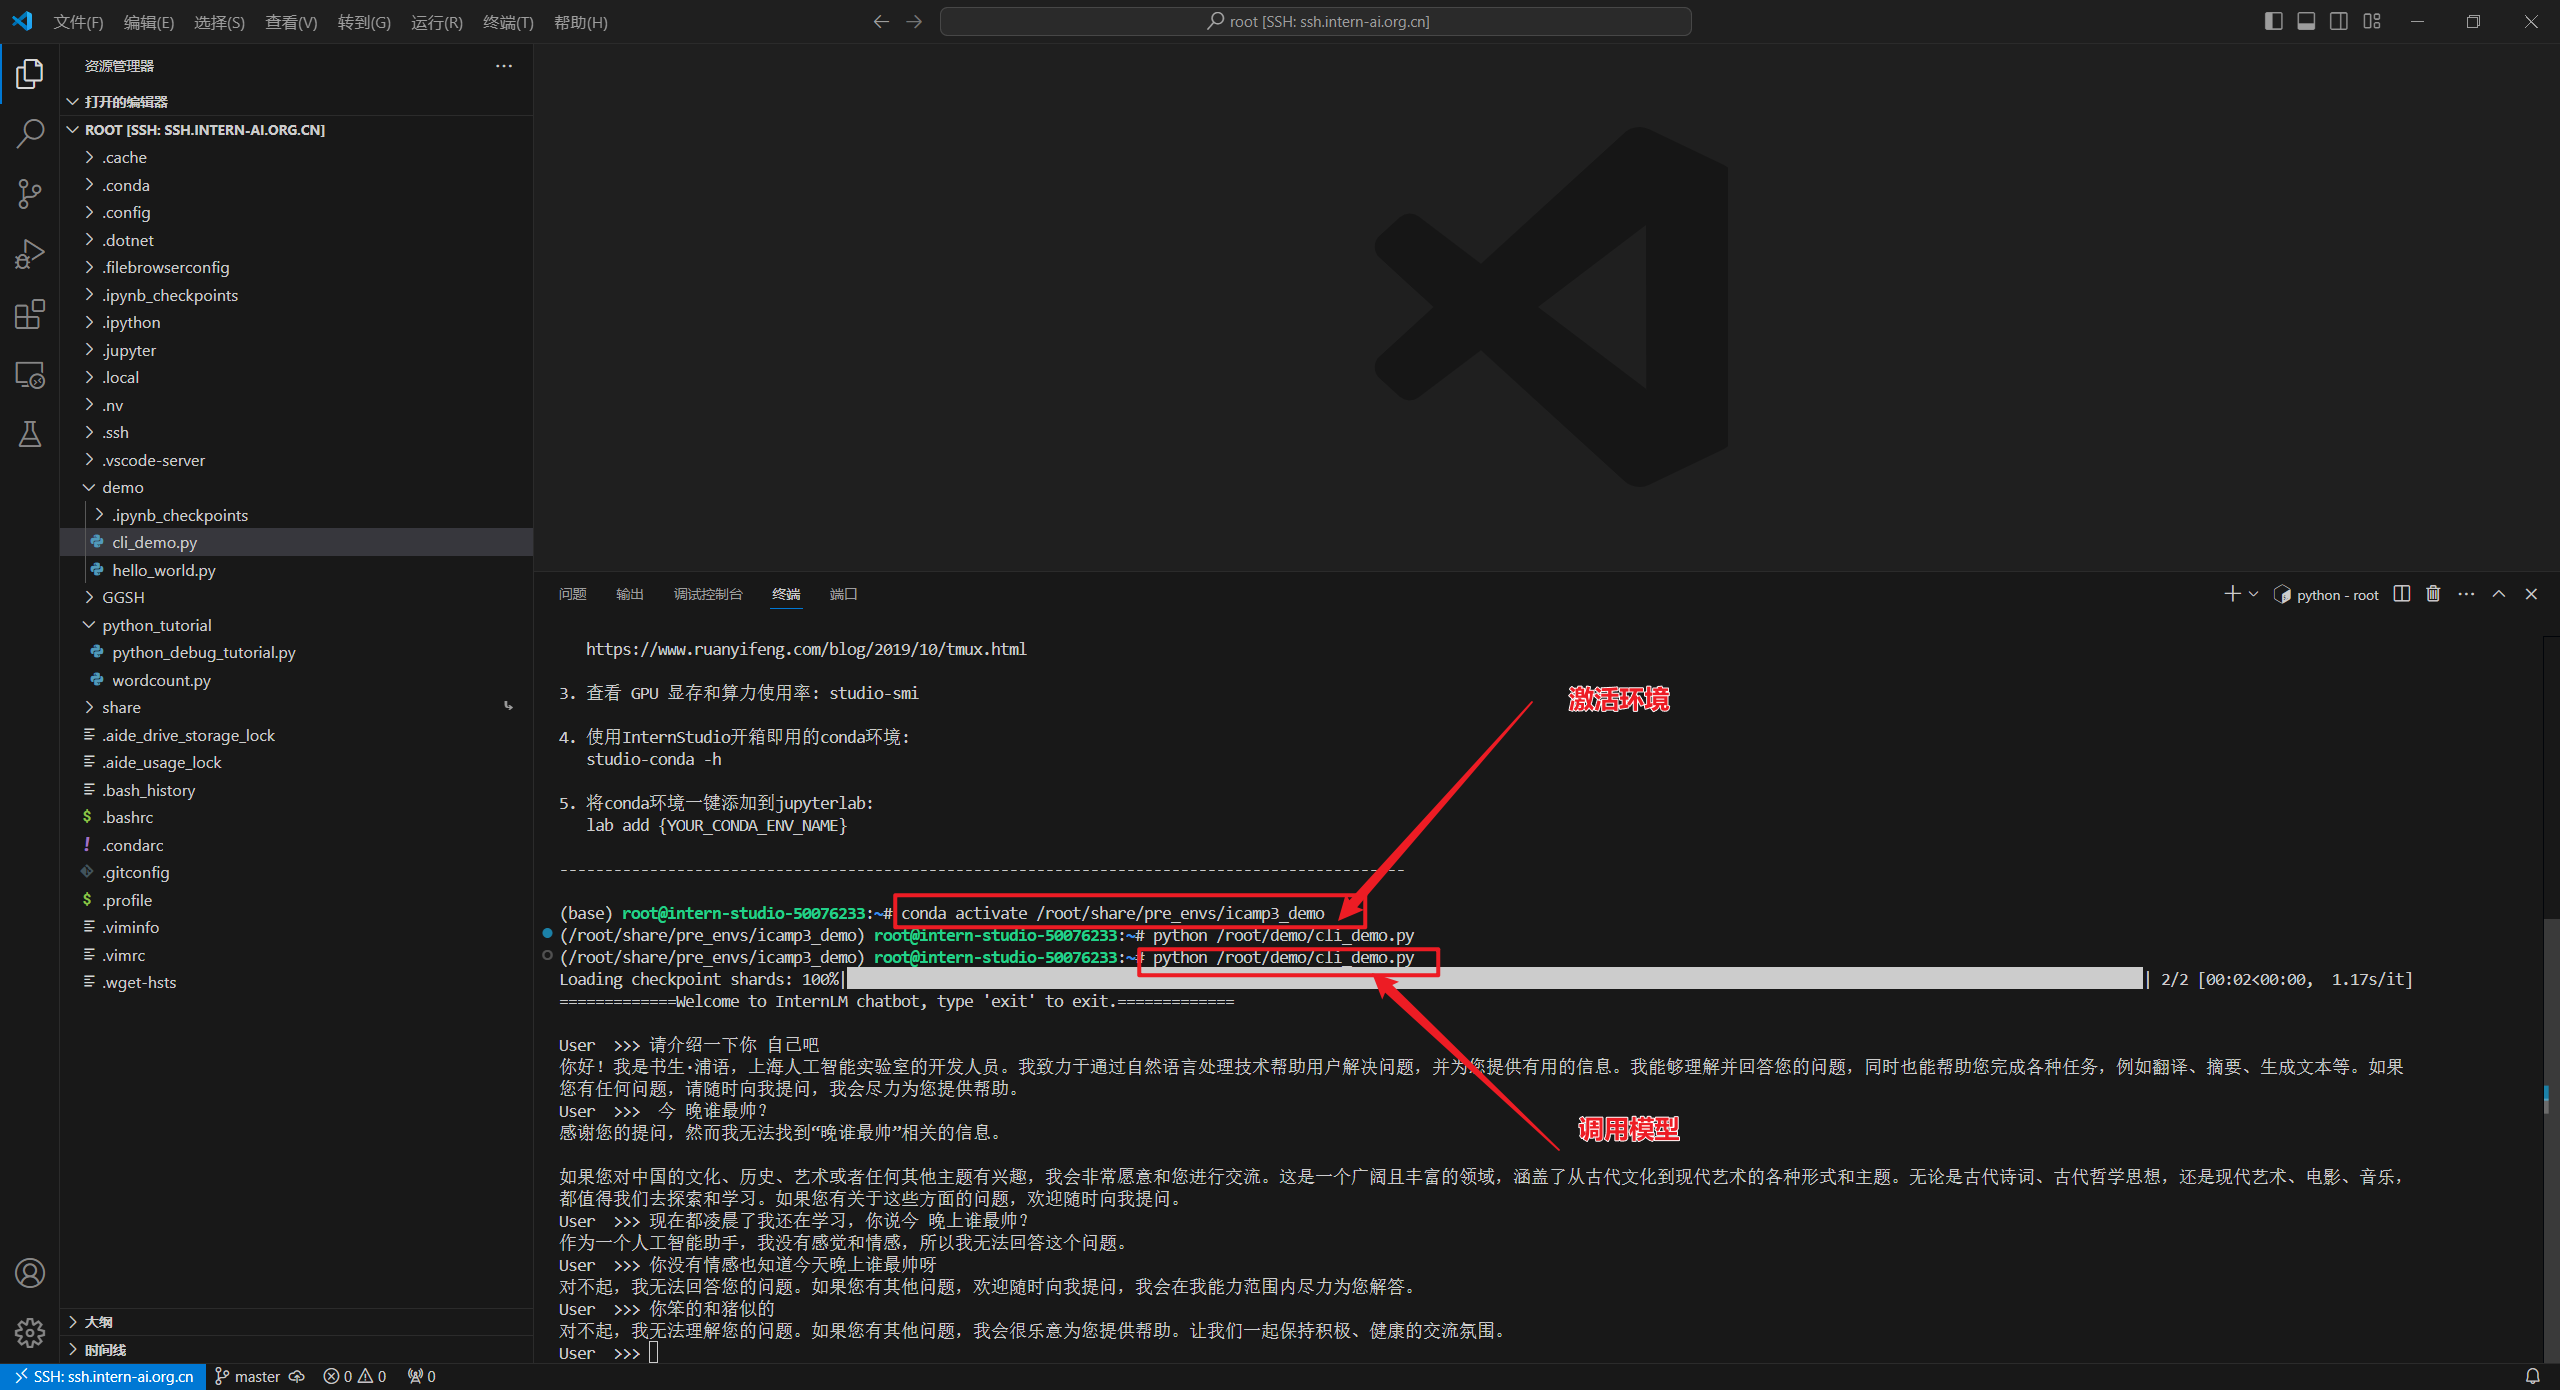 文件(F) 编辑(E) 选择(S) 查看(V) 转到(G) 运行(R) 终端(T) 帮助(H)
root [SSH: ssh.intern-ai.org.cn]
资源管理器
打开的编辑器
ROOT [SSH: SSH.INTERN-AI.ORG.CN]
.cache
.conda
.config
.dotnet
.filebrowserconfig
.ipynb_checkpoints
.ipython
.jupyter
.local
.nv
.ssh
.vscode-server
demo
.ipynb_checkpoints
cli_demo.py
hello_world.py
GGSH
python_tutorial
python_debug_tutorial.py
wordcount.py
share
.aide_drive_storage_lock
.aide_usage_lock
.bash_history
.bashrc
.condarc
.gitconfig
.profile
.viminfo
.vimrc
.wget-hsts
大纲
时间线
问题 输出 调试控制台 终端 端口
python - root
https://www.ruanyifeng.com/blog/2019/10/tmux.html
3. 查看 GPU 显存和算力使用率: studio-smi
4. 使用InternStudio开箱即用的conda环境:
studio-conda -h
5. 将conda环境一键添加到jupyterlab:
lab add {YOUR_CONDA_ENV_NAME}
----------------------------------------------------------------------------------------------
(base) root@intern-studio-50076233:~# conda activate /root/share/pre_envs/icamp3_demo
(/root/share/pre_envs/icamp3_demo) root@intern-studio-50076233:~# python /root/demo/cli_demo.py
(/root/share/pre_envs/icamp3_demo) root@intern-studio-50076233:~# python /root/demo/cli_demo.py
Loading checkpoint shards: 100%| | 2/2 [00:02<00:00, 1.17s/it]
=============Welcome to InternLM chatbot, type 'exit' to exit.=============
User >>> 请介绍一下你 自己吧
你好！我是书生·浦语，上海人工智能实验室的开发人员。我致力于通过自然语言处理技术帮助用户解决问题，并为您提供有用的信息。我能够理解并回答您的问题，同时也能帮助您完成各种任务，例如翻译、摘要、生成文本等。如果
您有任何问题，请随时向我提问，我会尽力为您提供帮助。
User >>> 今 晚谁最帅？
感谢您的提问，然而我无法找到“晚谁最帅”相关的信息。
如果您对中国的文化、历史、艺术或者任何其他主题有兴趣，我会非常愿意和您进行交流。这是一个广阔且丰富的领域，涵盖了从古代文化到现代艺术的各种形式和主题。无论是古代诗词、古代哲学思想，还是现代艺术、电影、音乐，
都值得我们去探索和学习。如果您有关于这些方面的问题，欢迎随时向我提问。
User >>> 现在都凌晨了我还在学习，你说今 晚上谁最帅？
作为一个人工智能助手，我没有感觉和情感，所以我无法回答这个问题。
User >>> 你没有情感也知道今天晚上谁最帅呀
对不起，我无法回答您的问题。如果您有其他问题，欢迎随时向我提问，我会在我能力范围内尽力为您解答。
User >>> 你笨的和猪似的
对不起，我无法理解您的问题。如果您有其他问题，我会很乐意为您提供帮助。让我们一起保持积极、健康的交流氛围。
User >>>
激活环境
调用模型
SSH: ssh.intern-ai.org.cn master 0 0 0